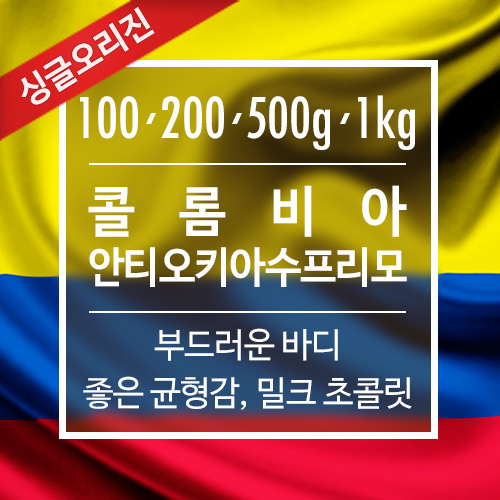 싱글오리진
100, 200, 500g, 1kg
콜롬비아
안티오키아수프리모
부드러운 바디
좋은 균형감, 밀크 초콜릿